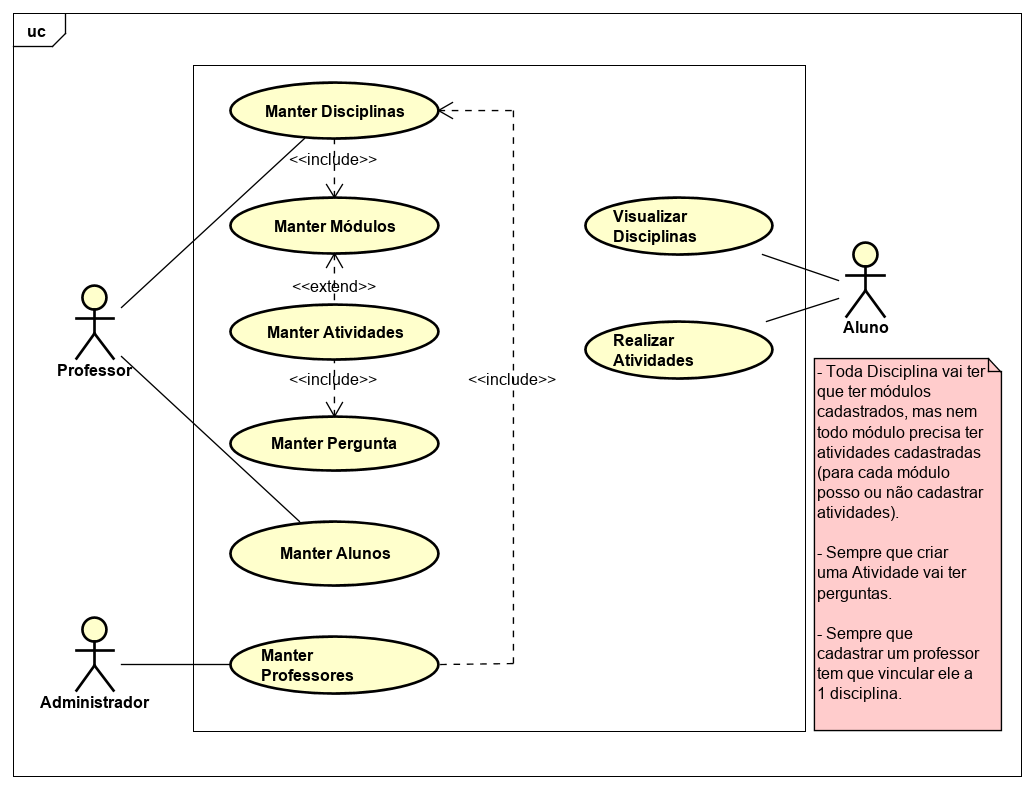 uc
Manter Disciplinas
<<include>>
Manter Módulos
<<extend>>
Manter Atividades
<<include>>
Manter Pergunta
Manter Alunos
Manter
Professores
<<include>>
Professor
Administrador
Visualizar
Disciplinas
Realizar
Atividades
Aluno
- Toda Disciplina vai ter
que ter módulos
cadastrados, mas nem
todo módulo precisa ter
atividades cadastradas
(para cada módulo
posso ou não cadastrar
atividades).
- Sempre que criar
uma Atividade vai ter
perguntas.
- Sempre que
cadastrar um professor
tem que vincular ele a
1 disciplina.